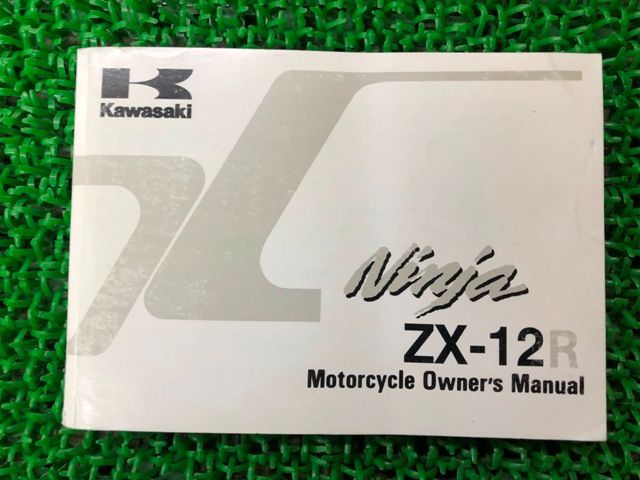 Kawasaki
Ninja
ZX-12R
Motorcycle Owner's Manual